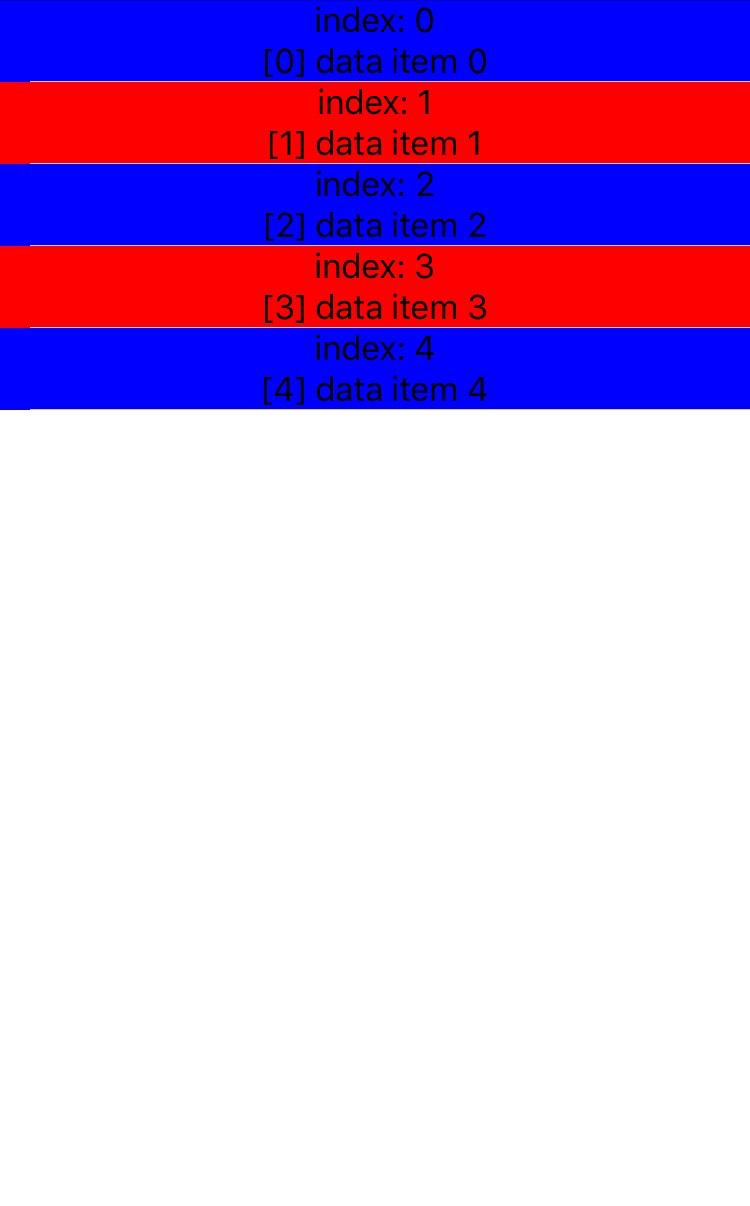 index: 0
[0] data item 0
index: 1
[1] data item 1
index: 2
[2] data item 2
index: 3
[3] data item 3
index: 4
[4] data item 4